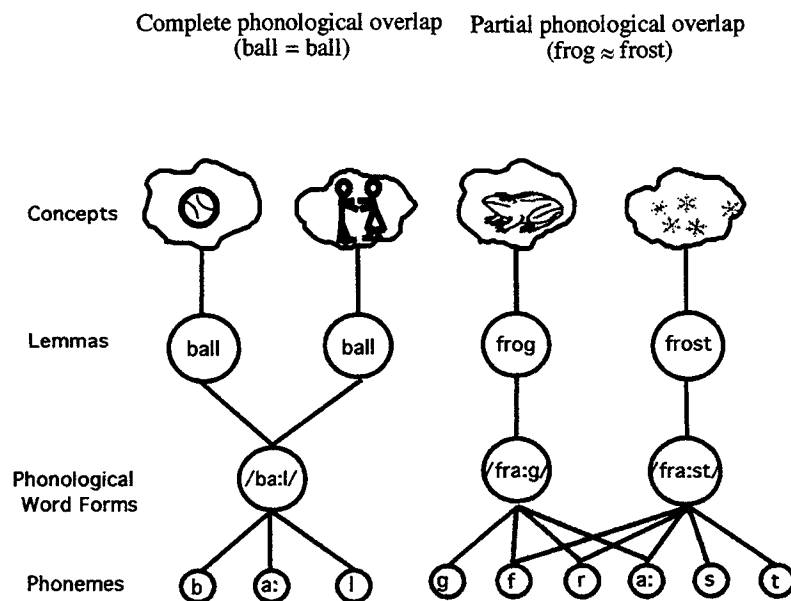 Complete phonological overlap
(ball = ball)
Partial phonological overlap
(frog ≈ frost)
Concepts
Lemmas
ball
ball
frog
frost
Phonological
Word Forms
/ba:l/
/fra:g/
/fra:st/
Phonemes
b
a:
l
g
f
r
a:
s
t